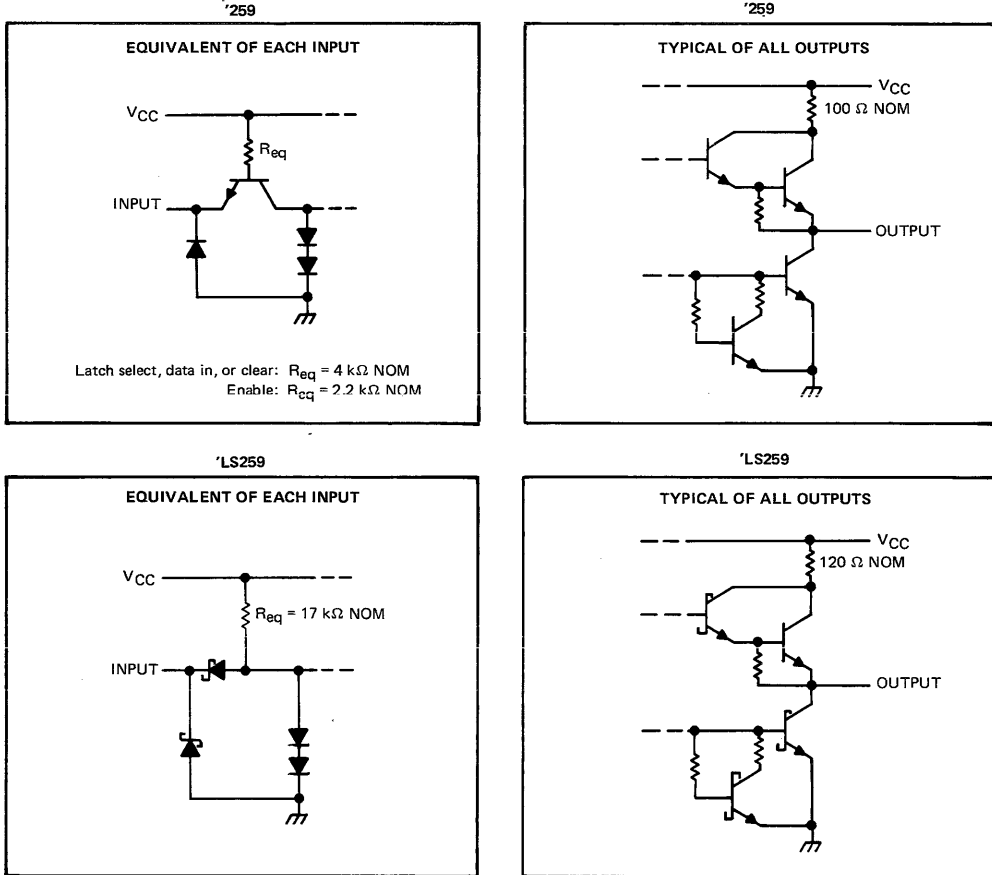 '259
EQUIVALENT OF EACH INPUT
VCC
Req
INPUT
Latch select, data in, or clear: Req = 4 kΩ NOM
Enable: Rcq = 2.2 kΩ NOM
'259
TYPICAL OF ALL OUTPUTS
VCC
100 Ω NOM
OUTPUT
'LS259
EQUIVALENT OF EACH INPUT
VCC
Req = 17 kΩ NOM
INPUT
'LS259
TYPICAL OF ALL OUTPUTS
VCC
120 Ω NOM
OUTPUT